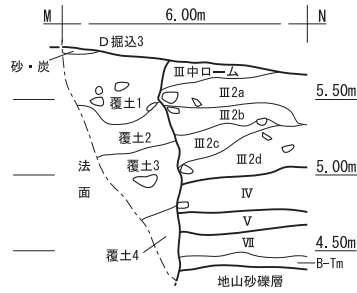 M 6.00m N
D掘込3
砂・炭
Ⅲ中ローム
Ⅲ2a
5.50m
覆土1
Ⅲ2b
覆土2
Ⅲ2c
覆土3
Ⅲ2d
5.00m
法面
Ⅳ
Ⅴ
覆土4
Ⅶ
4.50m
B-Tm
地山砂礫層